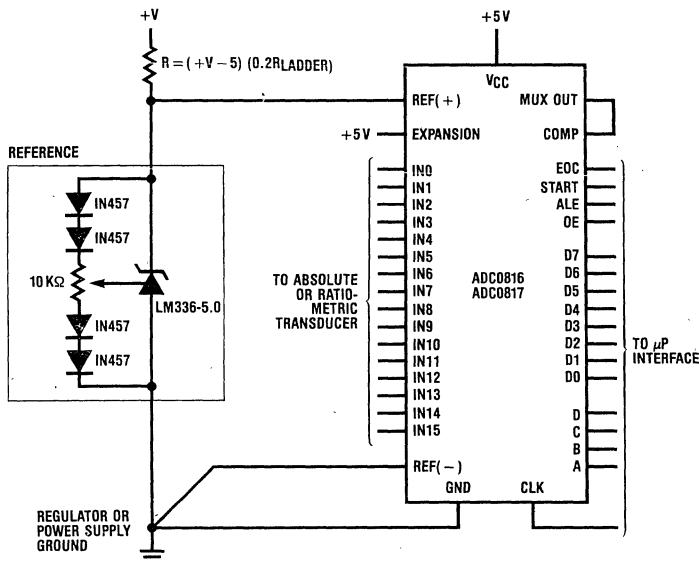 +V
R = (+V − 5) (0.2RLADDER)
REFERENCE
IN457
IN457
10 KΩ
LM336-5.0
IN457
IN457
REGULATOR OR
POWER SUPPLY
GROUND
+5V
VCC
REF(+)
MUX OUT
+5V
EXPANSION
COMP
IN0
IN1
IN2
IN3
IN4
IN5
IN6
IN7
IN8
IN9
IN10
IN11
IN12
IN13
IN14
IN15
TO ABSOLUTE
OR RATIO-
METRIC
TRANSDUCER
ADC0816
ADC0817
EOC
START
ALE
OE
D7
D6
D5
D4
D3
D2
D1
D0
D
C
B
A
TO μP
INTERFACE
REF(−)
GND
CLK